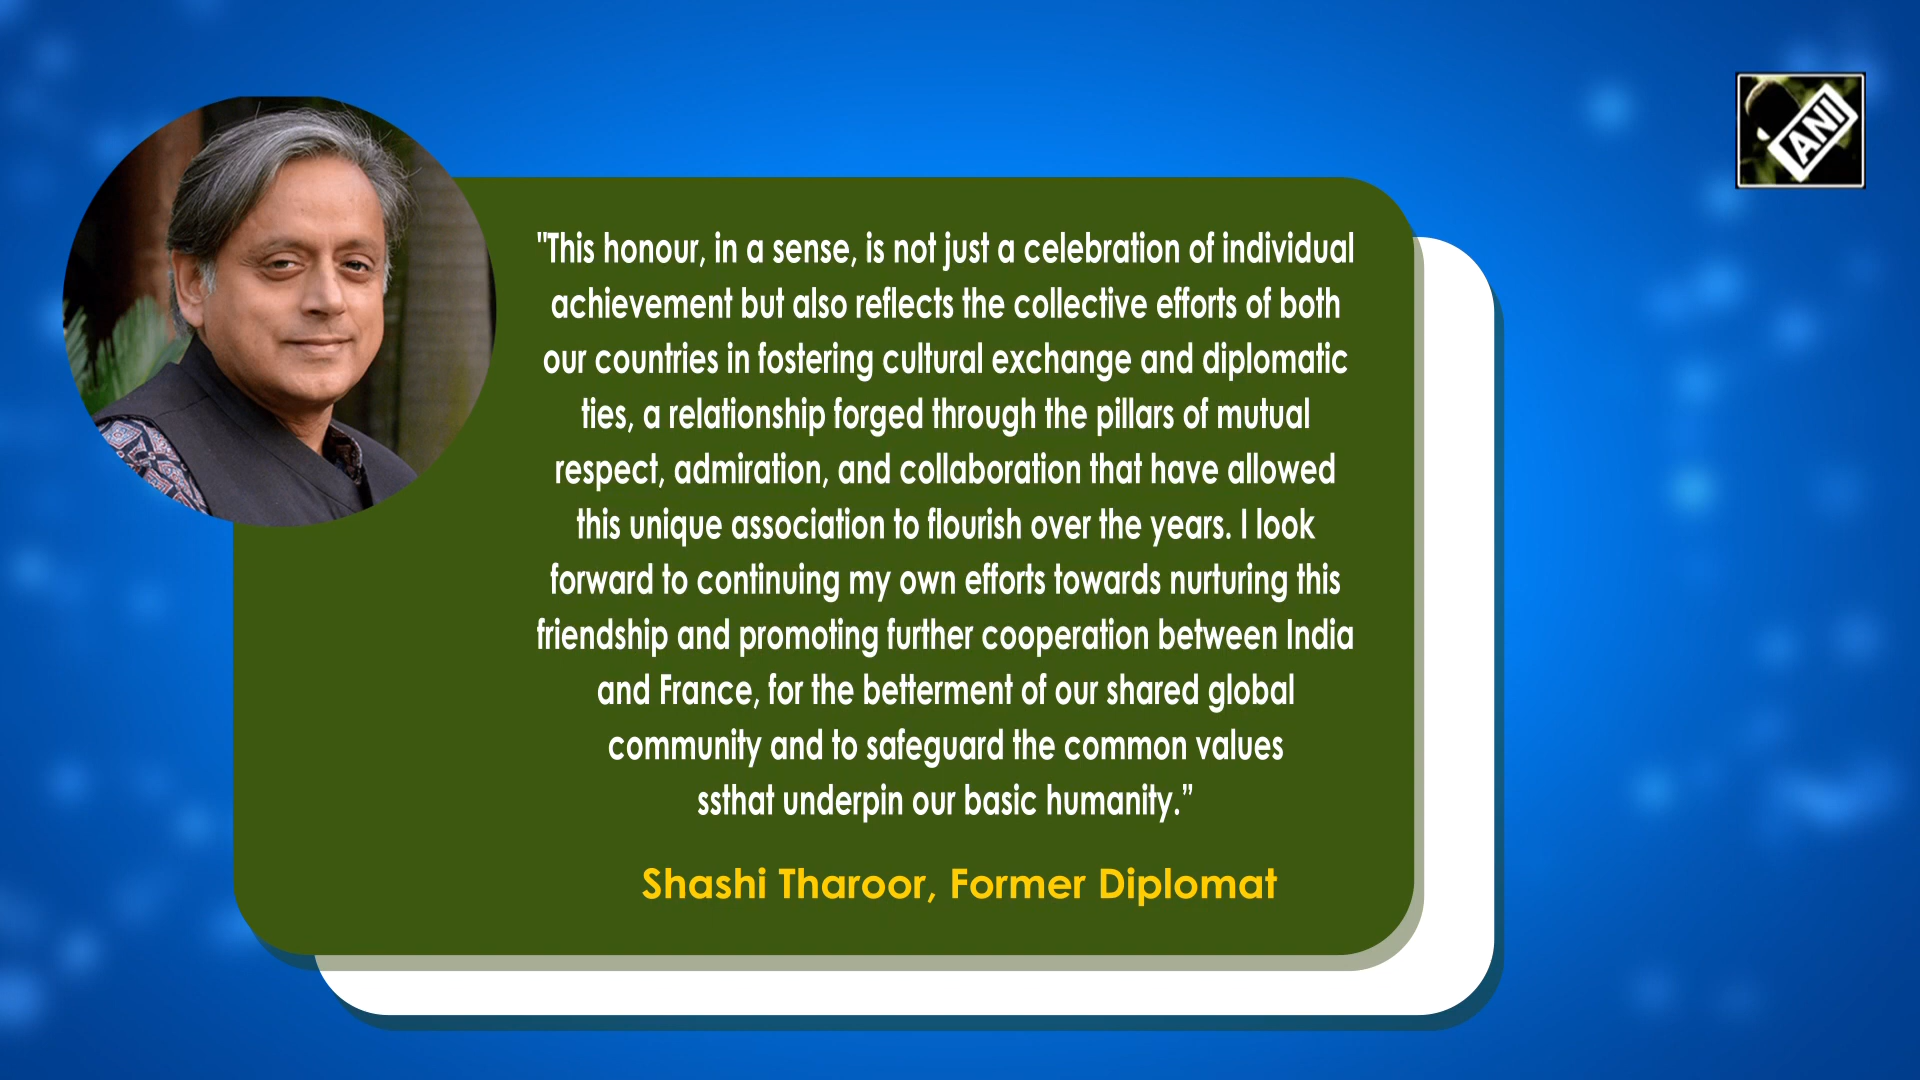 ANI
"This honour, in a sense, is not just a celebration of individual
achievement but also reflects the collective efforts of both
our countries in fostering cultural exchange and diplomatic
ties, a relationship forged through the pillars of mutual
respect, admiration, and collaboration that have allowed
this unique association to flourish over the years. I look
forward to continuing my own efforts towards nurturing this
friendship and promoting further cooperation between India
and France, for the betterment of our shared global
community and to safeguard the common values
ssthat underpin our basic humanity.”
Shashi Tharoor, Former Diplomat